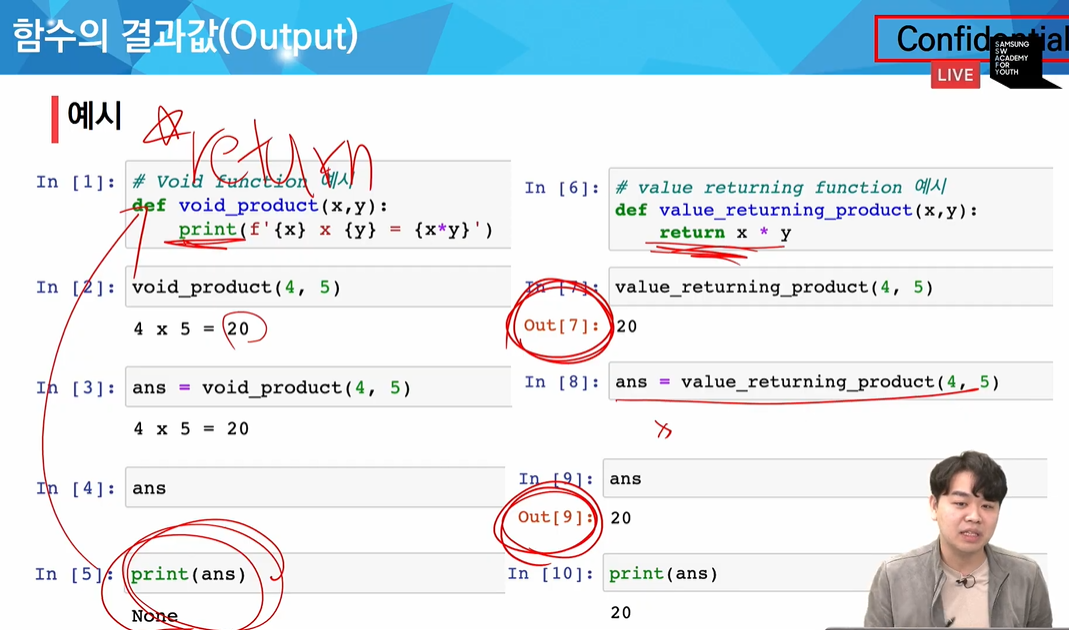 함수의 결과값(Output)
Confidential
LIVE
SAMSUNG
SW
ACADEMY
FOR
YOUTH
예시
return
In [1]:
# Void function 예시
def void_product(x,y):
print(f'{x} x {y} = {x*y}')
In [2]:
void_product(4, 5)
4 x 5 = 20
In [3]:
ans = void_product(4, 5)
4 x 5 = 20
In [4]:
ans
In [5]:
print(ans)
None
In [6]:
# value returning function 예시
def value_returning_product(x,y):
return x * y
In [7]:
value_returning_product(4, 5)
Out[7]:
20
In [8]:
ans = value_returning_product(4, 5)
x
In [9]:
ans
Out[9]:
20
In [10]:
print(ans)
20